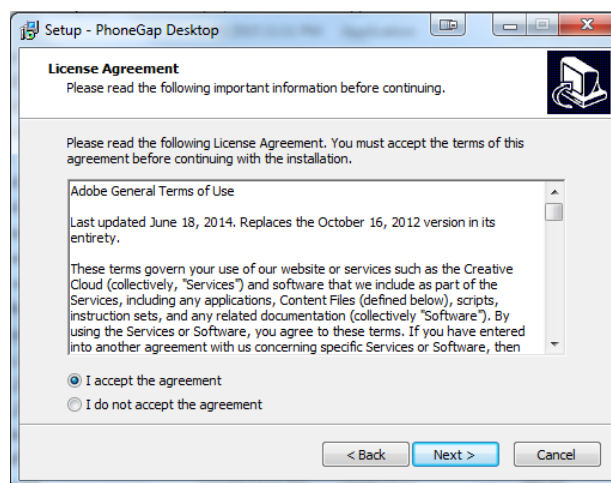 Setup - PhoneGap Desktop
License Agreement
Please read the following important information before continuing.
Please read the following License Agreement. You must accept the terms of this
agreement before continuing with the installation.
Adobe General Terms of Use
Last updated June 18, 2014. Replaces the October 16, 2012 version in its
entirety.
These terms govern your use of our website or services such as the Creative
Cloud (collectively, "Services") and software that we include as part of the
Services, including any applications, Content Files (defined below), scripts,
instruction sets, and any related documentation (collectively "Software"). By
using the Services or Software, you agree to these terms. If you have entered
into another agreement with us concerning specific Services or Software, then
I accept the agreement
I do not accept the agreement
< Back
Next >
Cancel